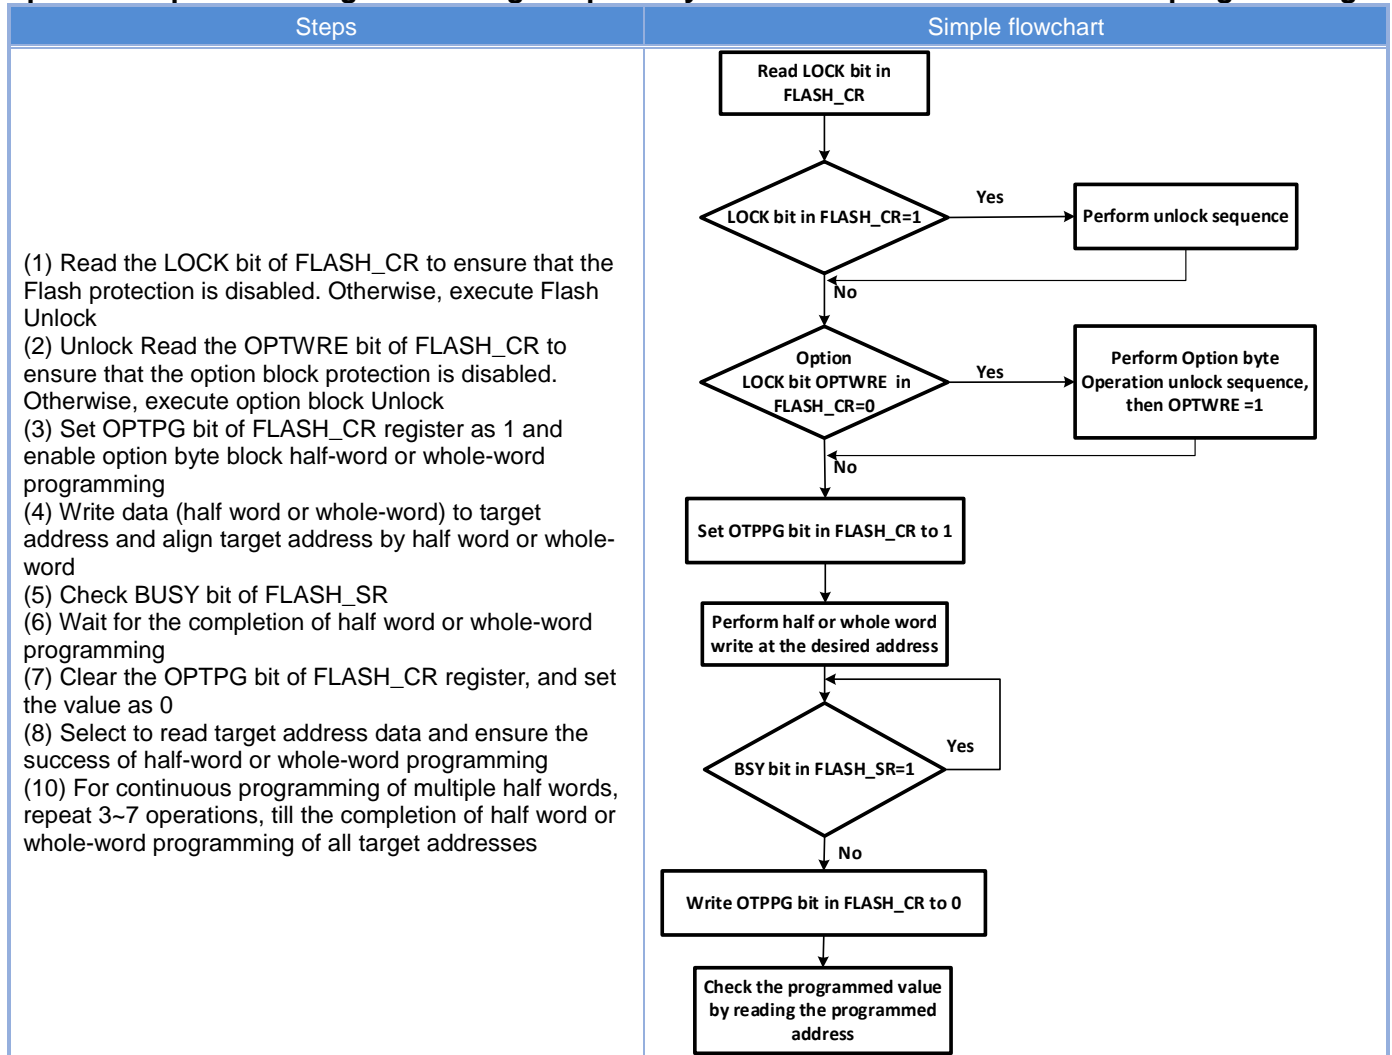 Steps
Simple flowchart
(1) Read the LOCK bit of FLASH_CR to ensure that the
Flash protection is disabled. Otherwise, execute Flash
Unlock
(2) Unlock Read the OPTWRE bit of FLASH_CR to
ensure that the option block protection is disabled.
Otherwise, execute option block Unlock
(3) Set OPTPG bit of FLASH_CR register as 1 and
enable option byte block half-word or whole-word
programming
(4) Write data (half word or whole-word) to target
address and align target address by half word or whole-
word
(5) Check BUSY bit of FLASH_SR
(6) Wait for the completion of half word or whole-word
programming
(7) Clear the OPTPG bit of FLASH_CR register, and set
the value as 0
(8) Select to read target address data and ensure the
success of half-word or whole-word programming
(10) For continuous programming of multiple half words,
repeat 3~7 operations, till the completion of half word or
whole-word programming of all target addresses
Read LOCK bit in
FLASH_CR
LOCK bit in FLASH_CR=1
Yes
Perform unlock sequence
No
Option
LOCK bit OPTWRE in
FLASH_CR=0
Yes
Perform Option byte
Operation unlock sequence,
then OPTWRE =1
No
Set OTPPG bit in FLASH_CR to 1
Perform half or whole word
write at the desired address
BSY bit in FLASH_SR=1
Yes
No
Write OTPPG bit in FLASH_CR to 0
Check the programmed value
by reading the programmed
address